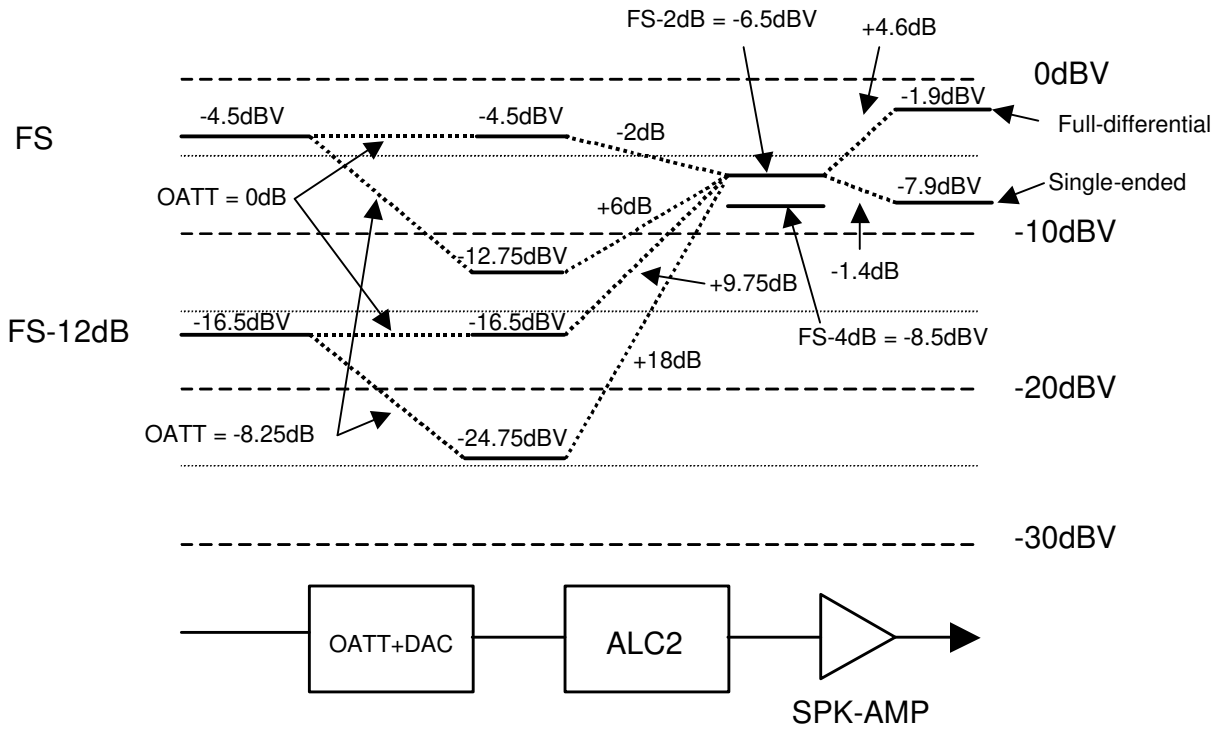 FS-2dB = -6.5dBV
+4.6dB
0dBV
-4.5dBV
-4.5dBV
-1.9dBV
FS
-2dB
Full-differential
OATT = 0dB
-7.9dBV
Single-ended
+6dB
-10dBV
-12.75dBV
-1.4dB
+9.75dB
-16.5dBV
-16.5dBV
FS-12dB
FS-4dB = -8.5dBV
+18dB
-20dBV
OATT = -8.25dB
-24.75dBV
-30dBV
OATT+DAC
ALC2
SPK-AMP